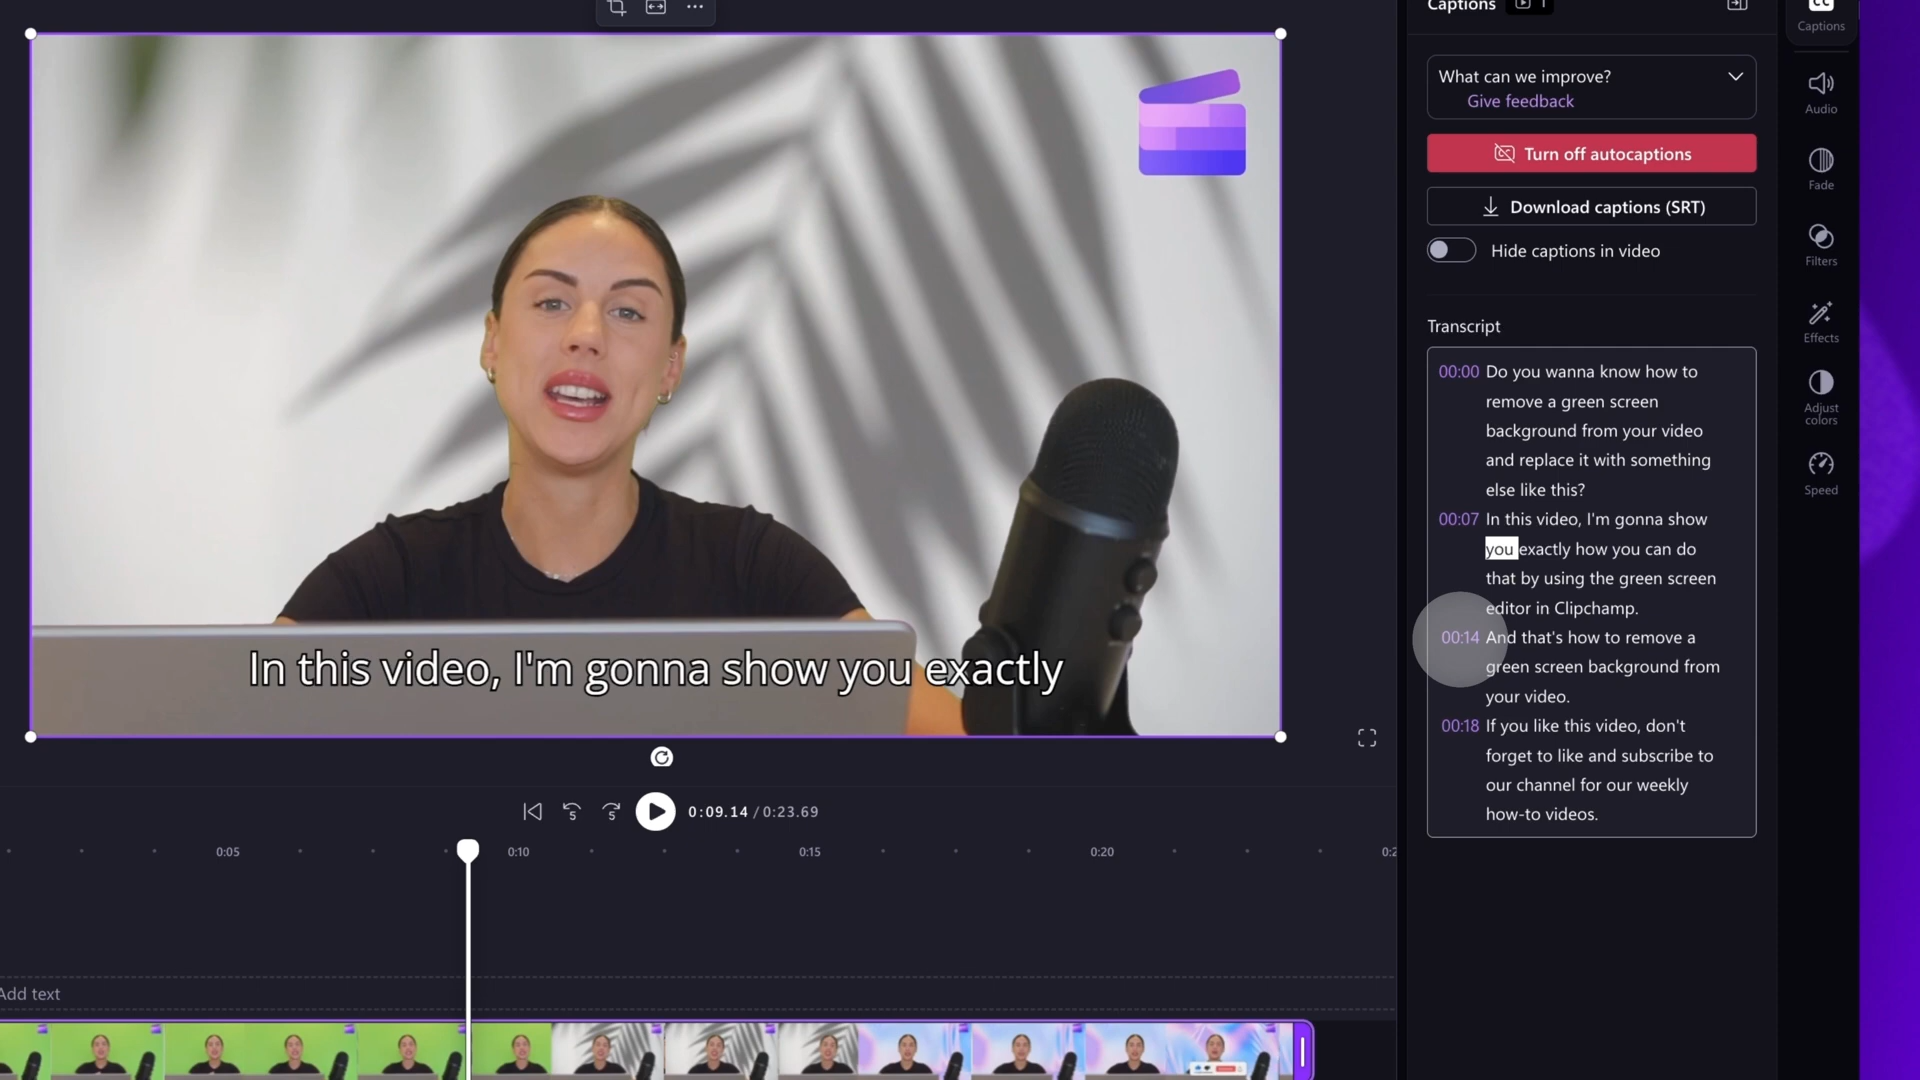 Captions 1
CC
Captions
What can we improve?
Give feedback
Turn off autocaptions
Download captions (SRT)
Hide captions in video
Audio
Fade
Filters
Effects
Adjust
colors
Speed
Transcript
00:00 Do you wanna know how to
remove a green screen
background from your video
and replace it with something
else like this?
00:07 In this video, I'm gonna show
you exactly how you can do
that by using the green screen
editor in Clipchamp.
00:14 And that's how to remove a
green screen background from
your video.
00:18 If you like this video, don't
forget to like and subscribe to
our channel for our weekly
how-to videos.
In this video, I'm gonna show you exactly
5 5 0:09.14 / 0:23.69
0:05 0:10 0:15 0:20
Add text